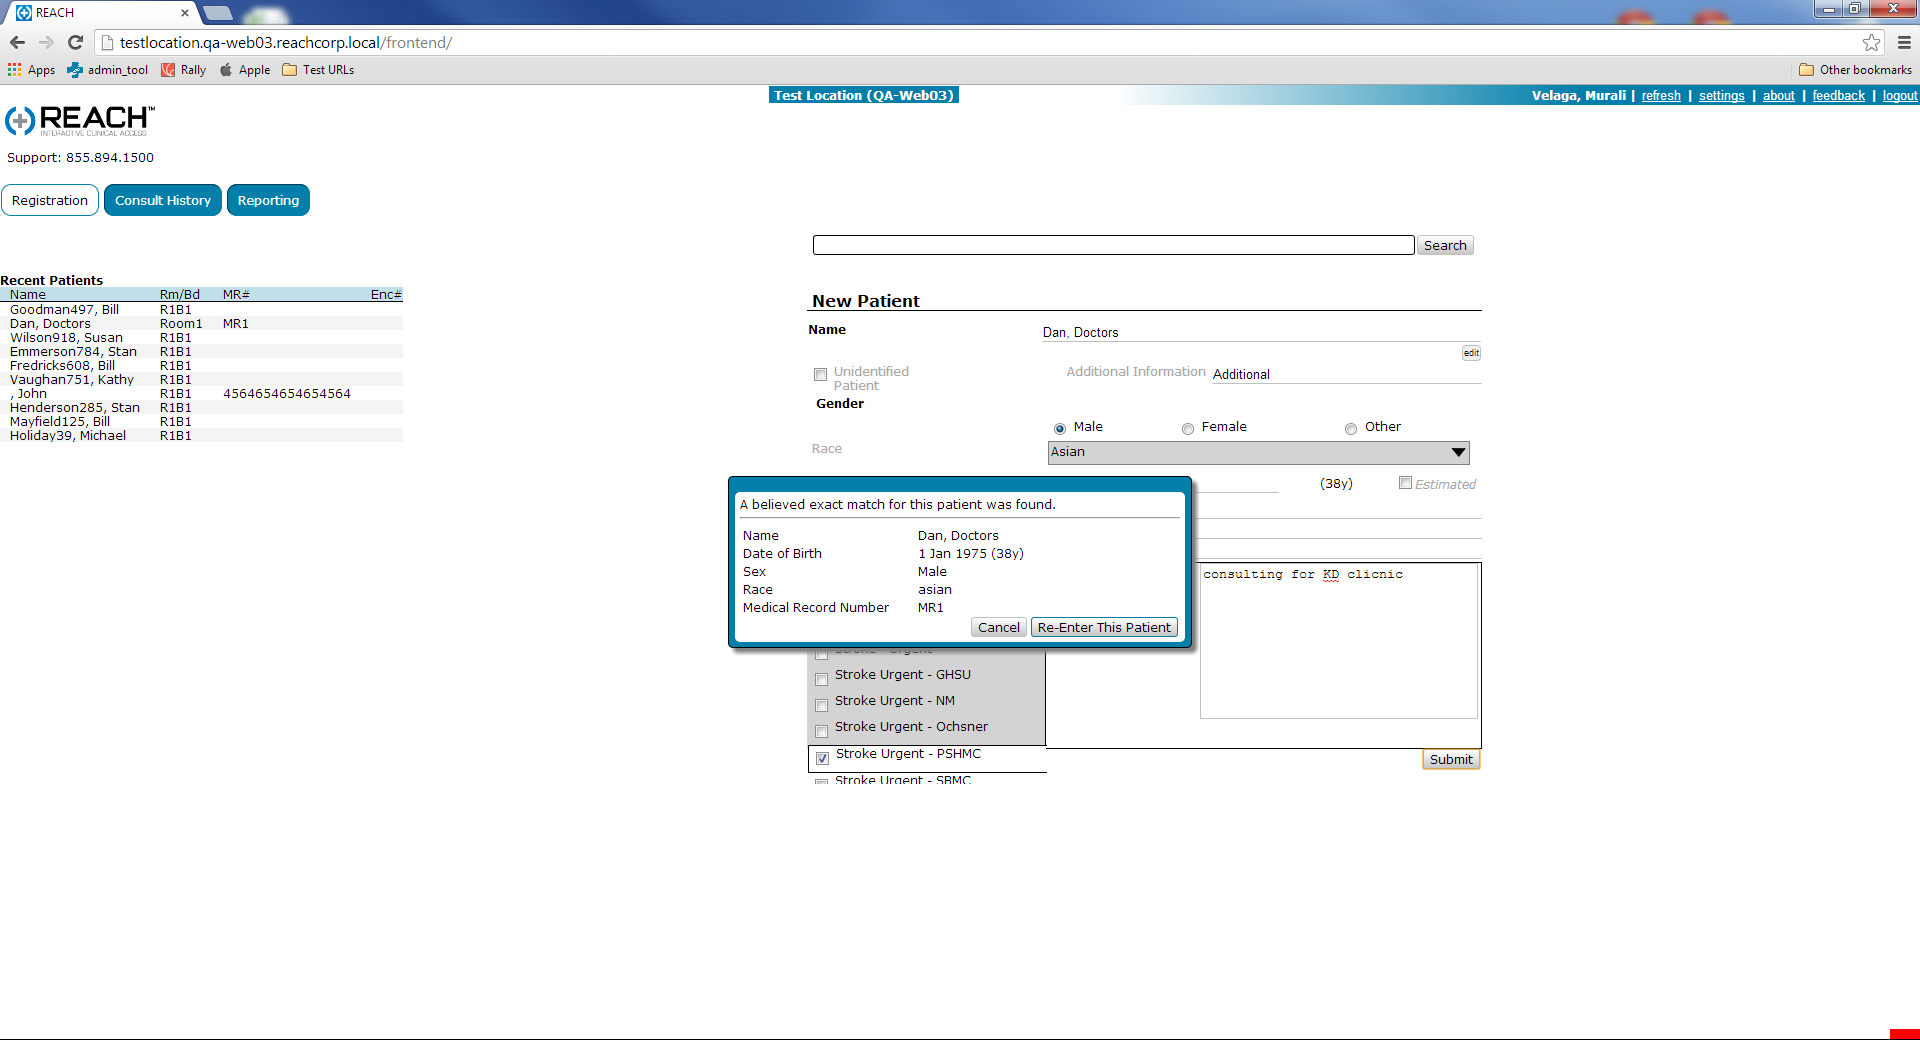 REACH
testlocation.qa-web03.reachcorp.local/frontend/
Apps admin_tool Rally Apple Test URLs Other bookmarks
Test Location (QA-Web03) Velaga, Murali | refresh | settings | about | feedback | logout
REACH™
INTERACTIVE CLINICAL ACCESS
Support: 855.894.1500
Registration Consult History Reporting
Search
Recent Patients
Name Rm/Bd MR# Enc#
Goodman497, Bill R1B1
Dan, Doctors Room1 MR1
Wilson918, Susan R1B1
Emmerson784, Stan R1B1
Fredricks608, Bill R1B1
Vaughan751, Kathy R1B1
, John R1B1 4564654654654564
Henderson285, Stan R1B1
Mayfield125, Bill R1B1
Holiday39, Michael R1B1
New Patient
Name Dan, Doctors
edit
Unidentified
Patient
Additional Information Additional
Gender
Male Female Other
Race Asian
(38y) Estimated
A believed exact match for this patient was found.
Name Dan, Doctors
Date of Birth 1 Jan 1975 (38y)
Sex Male
Race asian
Medical Record Number MR1
Cancel Re-Enter This Patient
consulting for KD clicnic
Stroke - Urgent
Stroke Urgent - GHSU
Stroke Urgent - NM
Stroke Urgent - Ochsner
Stroke Urgent - PSHMC
Stroke Urgent - SBMC
Submit